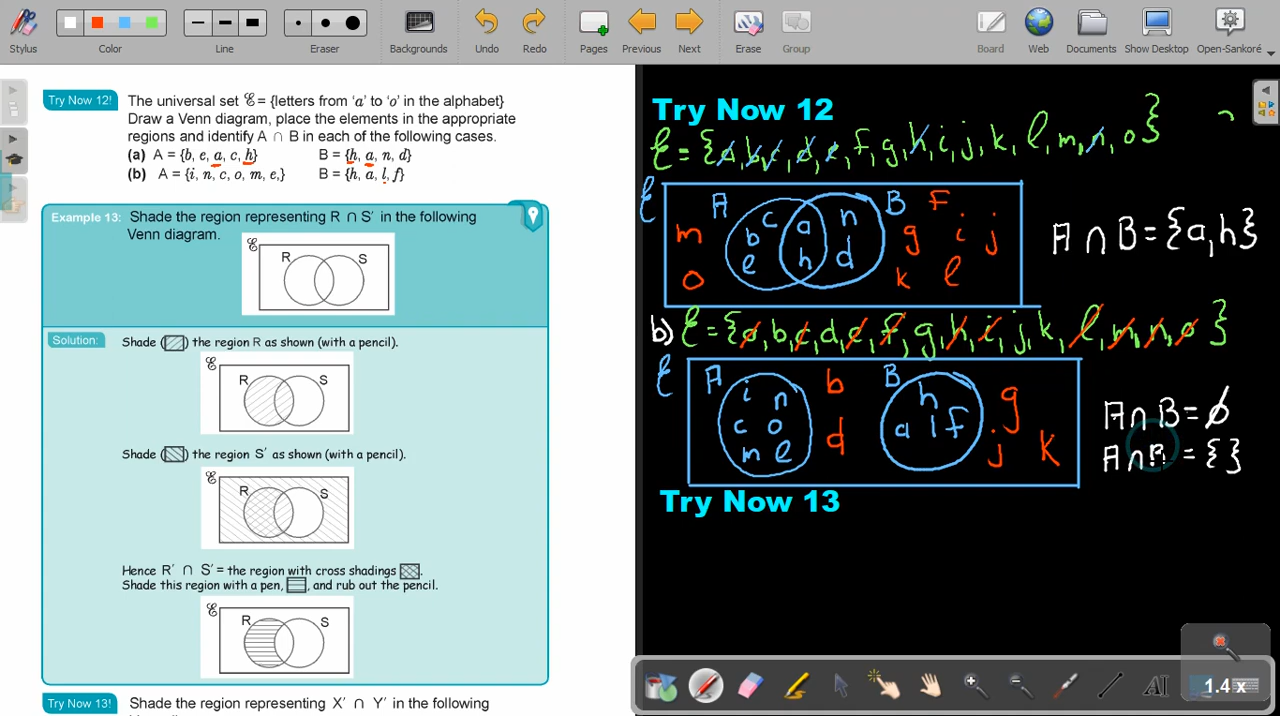 Stylus
Color
Line
Eraser
Backgrounds
Undo
Redo
Pages
Previous
Next
Erase
Group
Board
Web
Documents
Show Desktop
Open-Sankoré
Try Now 12!
The universal set ℰ = {letters from ‘a’ to ‘o’ in the alphabet}
Draw a Venn diagram, place the elements in the appropriate
regions and identify A ∩ B in each of the following cases.
(a) A = {b, e, a, c, h} B = {h, a, n, d}
(b) A = {i, n, c, o, m, e,} B = {h, a, l, f}
Example 13: Shade the region representing R ∩ S′ in the following
Venn diagram.
ℰ
R S
Solution:
Shade ( ) the region R as shown (with a pencil).
ℰ
R S
Shade ( ) the region S′ as shown (with a pencil).
ℰ
R S
Hence R′ ∩ S′ = the region with cross shadings .
Shade this region with a pen, , and rub out the pencil.
ℰ
R S
Try Now 13! Shade the region representing X′ ∩ Y′ in the following
Try Now 12
ℰ = {a, b, c, d, e, f, g, h, i, j, k, l, m, n, o}
ℰ A B F
m c a n g i j
b
e h d
o k l
A ∩ B = {a, h}
b) ℰ = {a, b, c, d, e, f, g, h, i, j, k, l, m, n, o}
ℰ A B
i n b h g
c o a l f
m e d j k
A ∩ B = ∅
A ∩ B = { }
Try Now 13
1.4 x